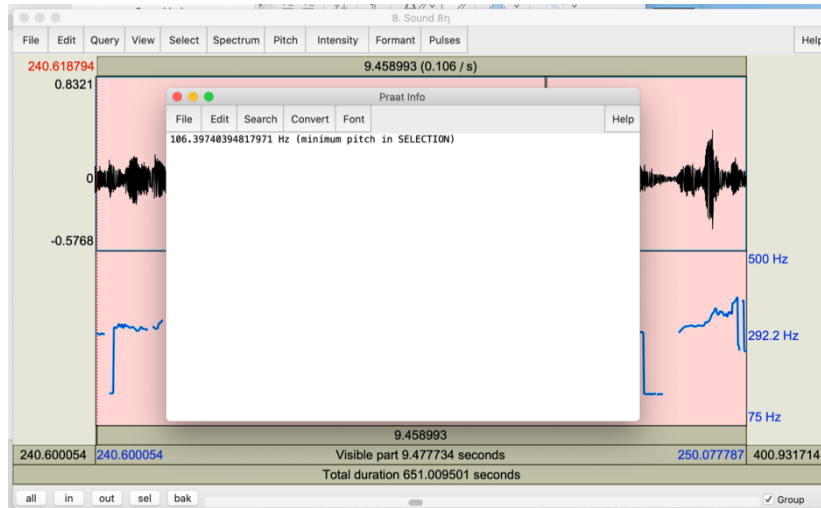 8. Sound 8η
File Edit Query View Select Spectrum Pitch Intensity Formant Pulses Help
240.618794 9.458993 (0.106 / s)
0.8321
Praat Info
File Edit Search Convert Font Help
106.39740394817971 Hz (minimum pitch in SELECTION)
0
-0.5768
500 Hz
292.2 Hz
75 Hz
9.458993
240.600054 240.600054 Visible part 9.477734 seconds 250.077787 400.931714
Total duration 651.009501 seconds
all in out sel bak Group